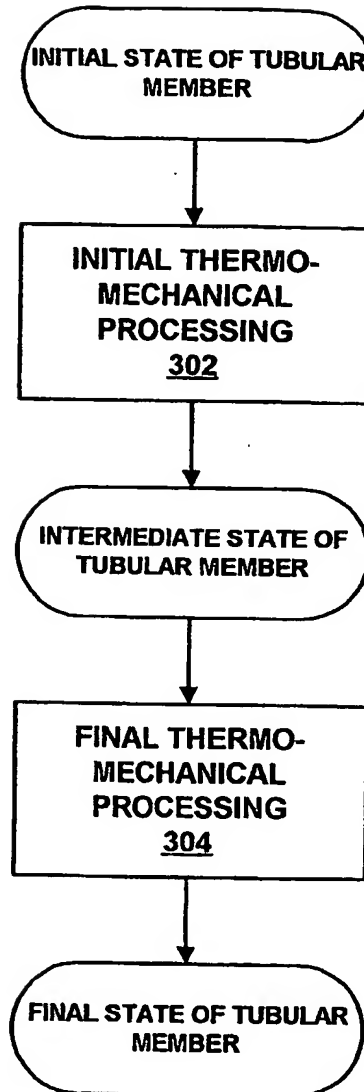 INITIAL STATE OF TUBULAR
MEMBER
INITIAL THERMO-
MECHANICAL
PROCESSING
302
INTERMEDIATE STATE OF
TUBULAR MEMBER
FINAL THERMO-
MECHANICAL
PROCESSING
304
FINAL STATE OF TUBULAR
MEMBER